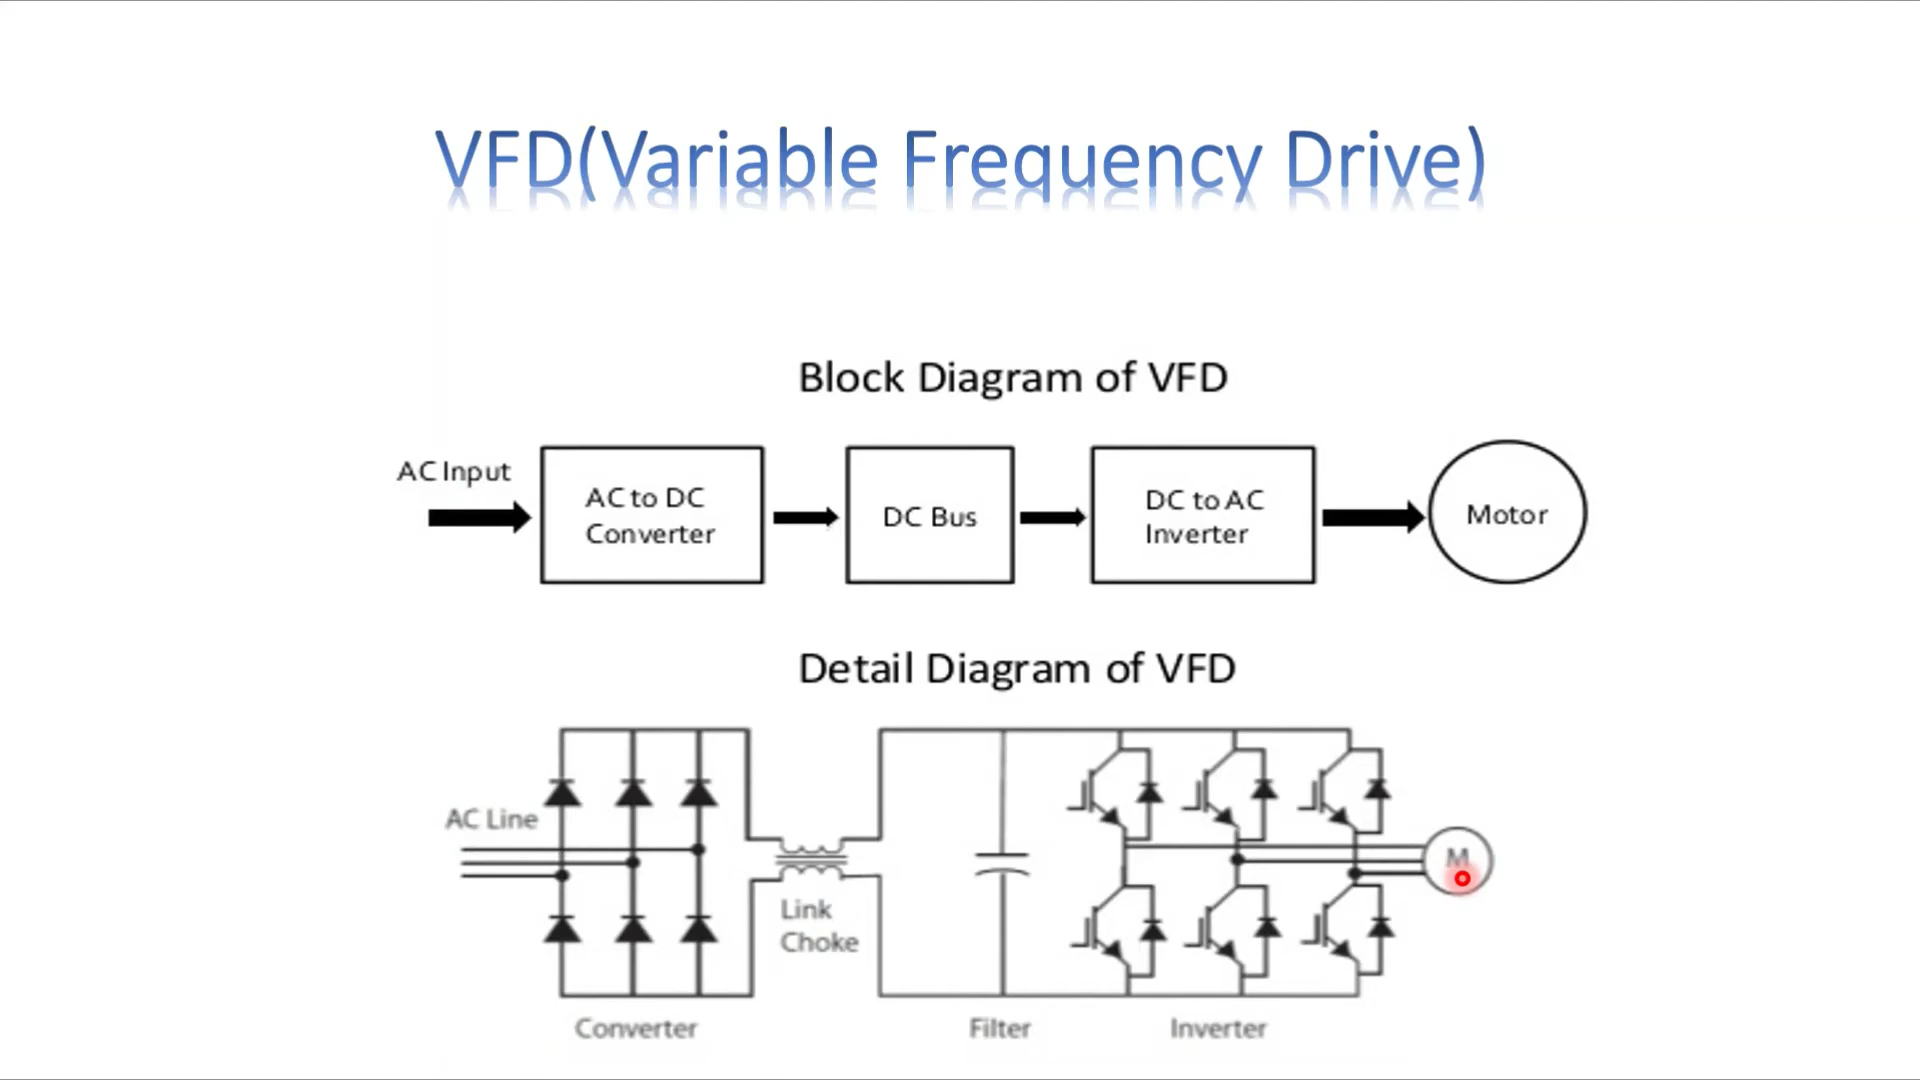 VFD(Variable Frequency Drive)
Block Diagram of VFD
AC Input
AC to DC
Converter
DC Bus
DC to AC
Inverter
Motor
Detail Diagram of VFD
AC Line
Link
Choke
M
Converter
Filter
Inverter